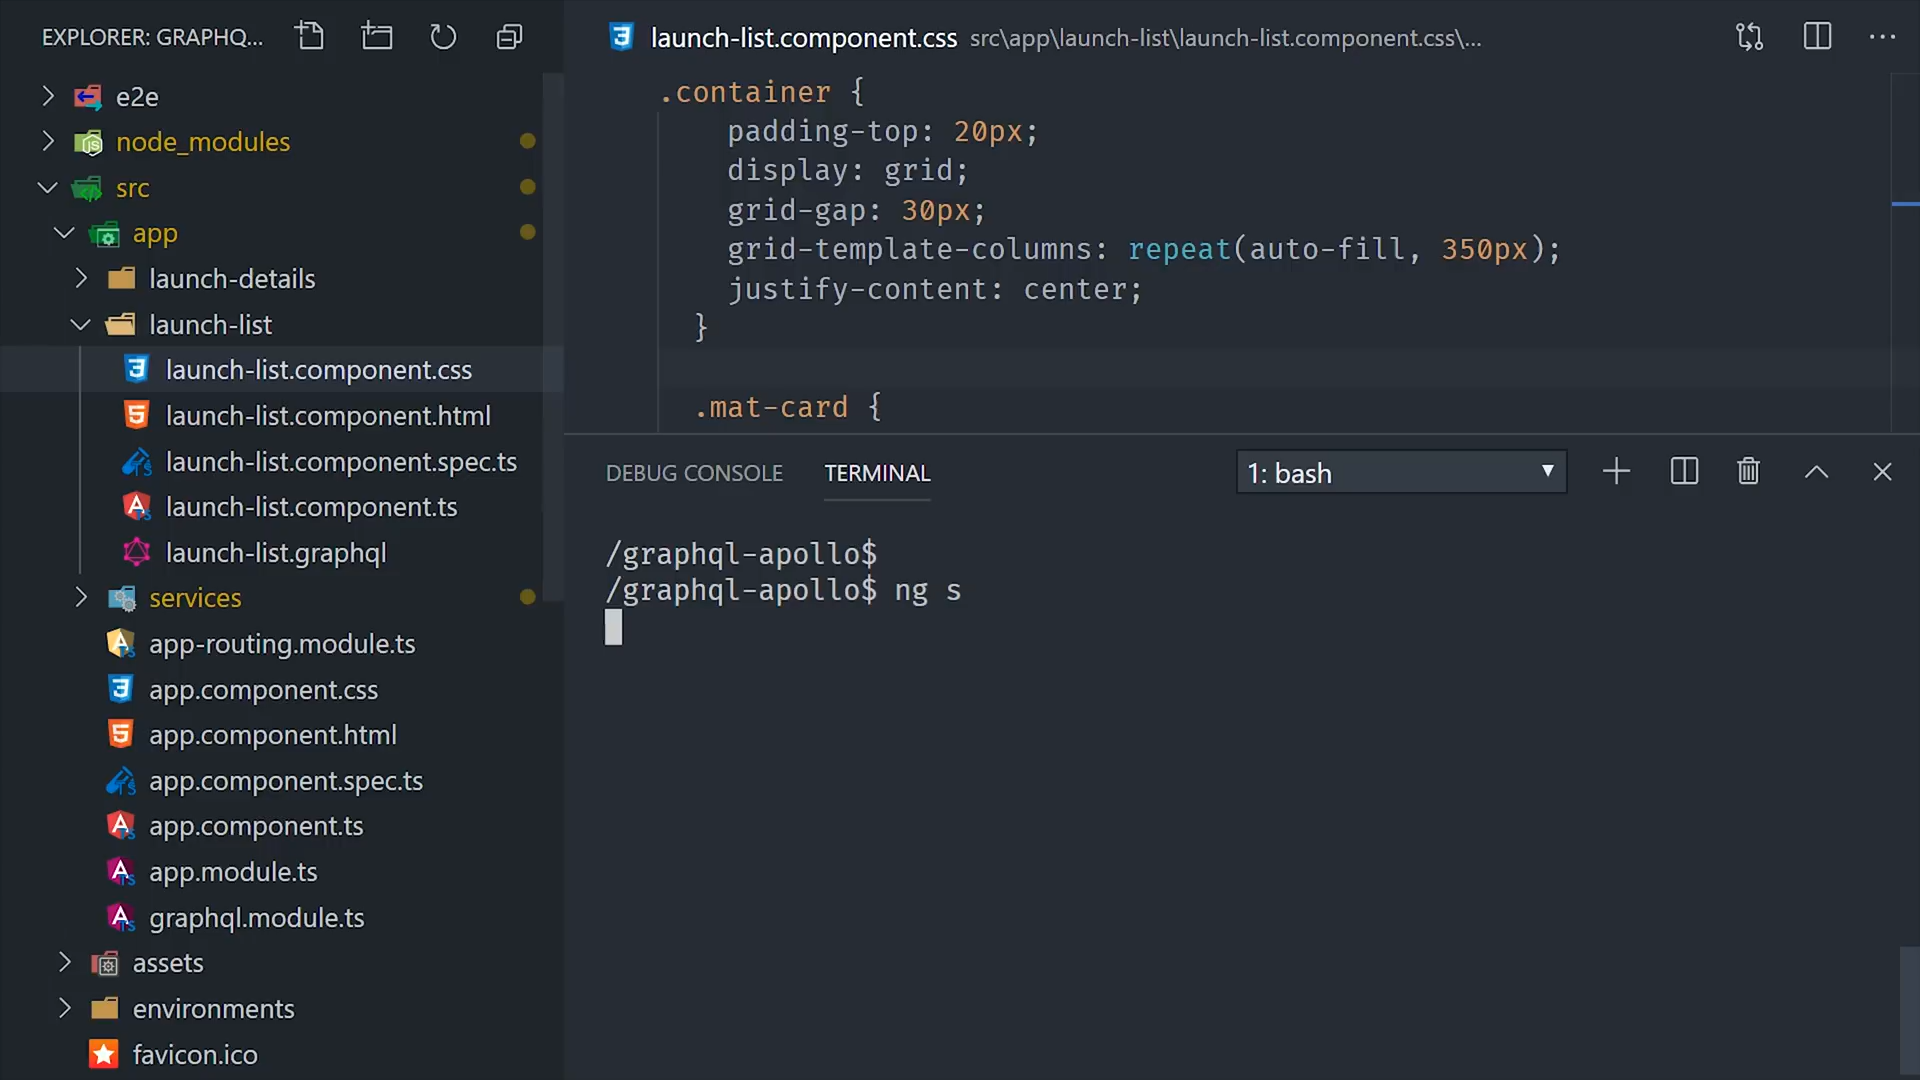 EXPLORER: GRAPHQ...
e2e
node_modules
src
app
launch-details
launch-list
launch-list.component.css
launch-list.component.html
launch-list.component.spec.ts
launch-list.component.ts
launch-list.graphql
services
app-routing.module.ts
app.component.css
app.component.html
app.component.spec.ts
app.component.ts
app.module.ts
graphql.module.ts
assets
environments
favicon.ico
launch-list.component.css src\app\launch-list\launch-list.component.css\...
.container {
padding-top: 20px;
display: grid;
grid-gap: 30px;
grid-template-columns: repeat(auto-fill, 350px);
justify-content: center;
}
.mat-card {
DEBUG CONSOLE TERMINAL 1: bash
/graphql-apollo$
/graphql-apollo$ ng s